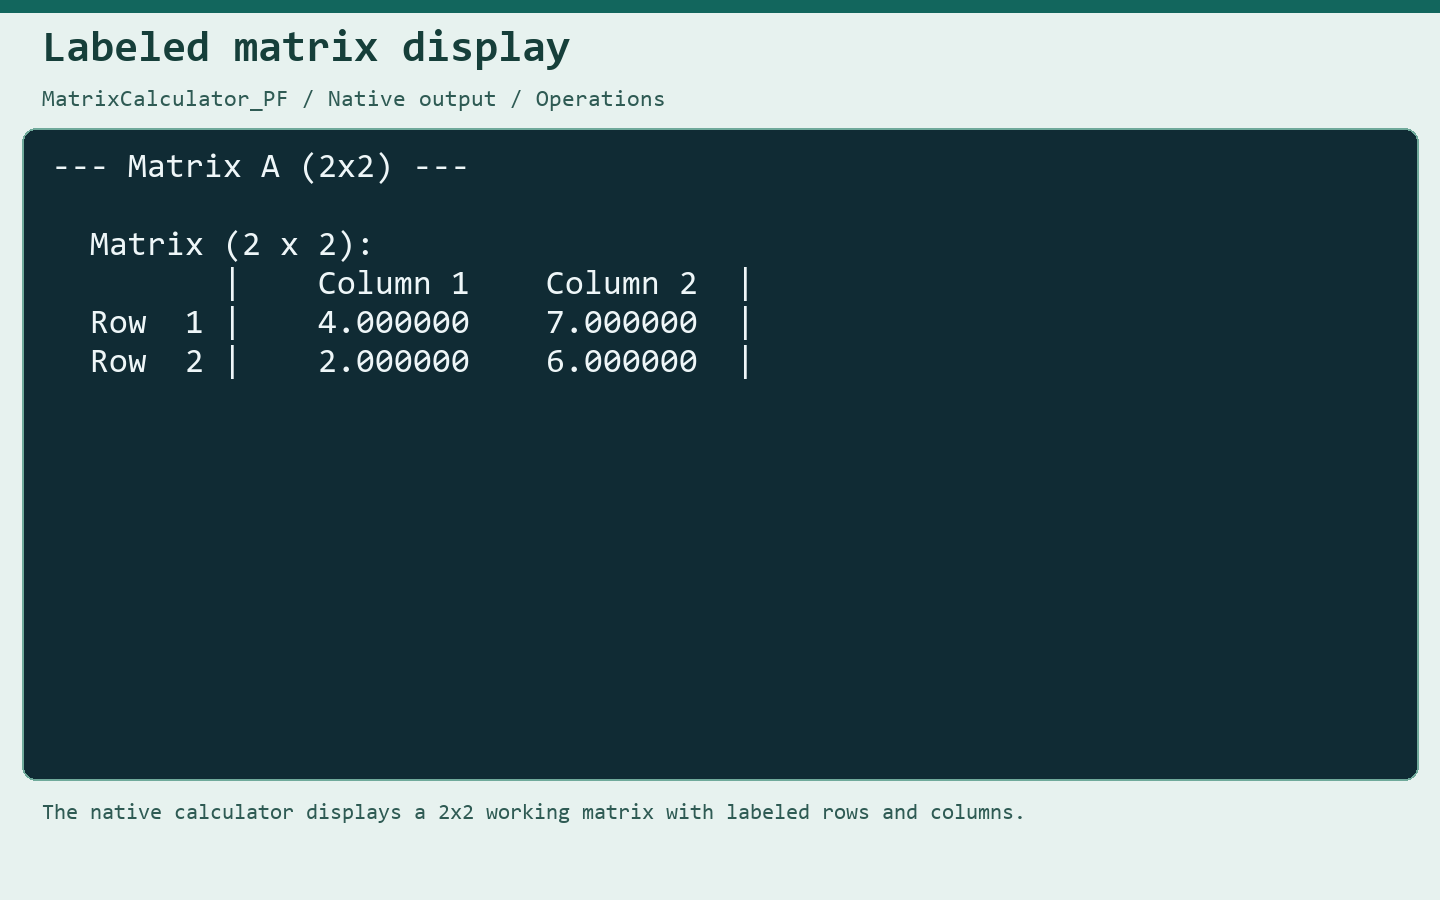 Labeled matrix display
MatrixCalculator_PF / Native output / Operations
--- Matrix A (2x2) ---
Matrix (2 x 2):
| Column 1 Column 2 |
Row 1 | 4.000000 7.000000 |
Row 2 | 2.000000 6.000000 |
The native calculator displays a 2x2 working matrix with labeled rows and columns.